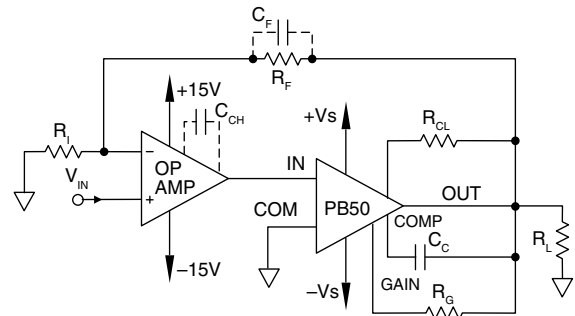 C_F
R_F
+15V
C_CH
+Vs
R_CL
R_I
V_IN
−
+
OP
AMP
IN
COM
PB50
COMP
OUT
C_C
R_L
−15V
−Vs
GAIN
R_G